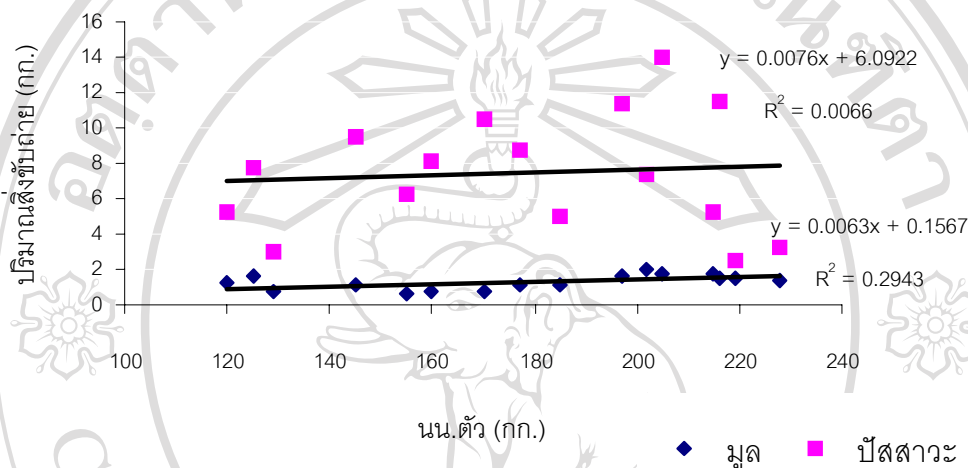 ปริมาณสิ่งขับถ่าย (กก.)
16
14
12
10
8
6
4
2
0
y = 0.0076x + 6.0922
R² = 0.0066
y = 0.0063x + 0.1567
R² = 0.2943
100 120 140 160 180 200 220 240
นน.ตัว (กก.)
มูล ปัสสาวะ